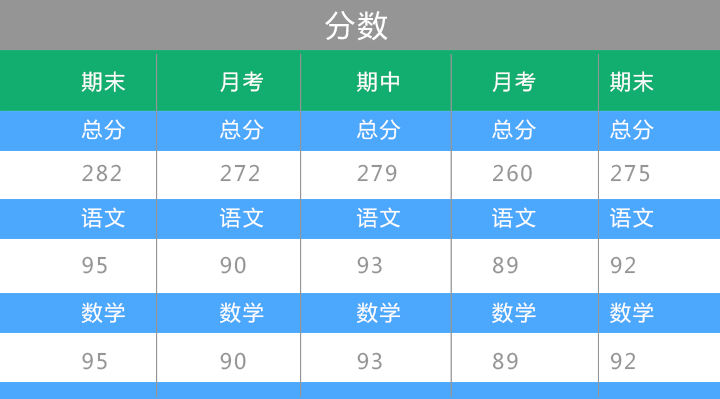 分数
期末 月考 期中 月考 期末
总分 总分 总分 总分 总分
282 272 279 260 275
语文 语文 语文 语文 语文
95 90 93 89 92
数学 数学 数学 数学 数学
95 90 93 89 92